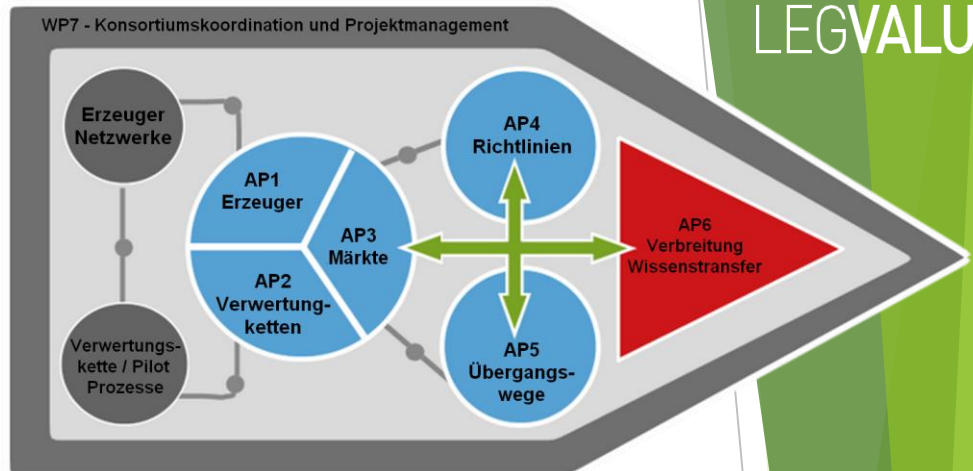 WP7 - Konsortiumskoordination und Projektmanagement
LEGVALU
Erzeuger
Netzwerke
AP1
Erzeuger
AP2
Verwertung-
ketten
AP3
Märkte
AP4
Richtlinien
AP5
Übergangs-
wege
AP6
Verbreitung
Wissenstransfer
Verwertungs-
kette / Pilot
Prozesse